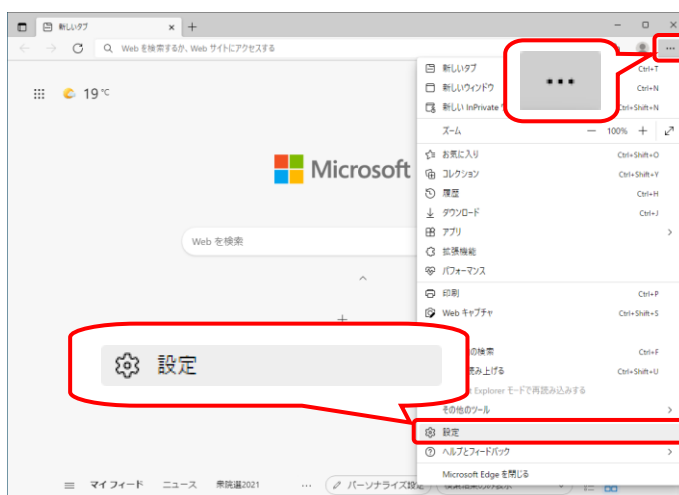 新しいタブ
Web を検索するか、Web サイトにアクセスする
19 ℃
Microsoft
Web を検索
設定
マイ フィード ニュース 衆院選2021 … パーソナライズ設定
新しいタブ Ctrl+T
新しいウィンドウ Ctrl+N
新しい InPrivate Ctrl+Shift+N
ズーム — 100% +
お気に入り Ctrl+Shift+O
コレクション Ctrl+Shift+Y
履歴 Ctrl+H
ダウンロード Ctrl+J
アプリ
拡張機能
パフォーマンス
印刷 Ctrl+P
Web キャプチャ Ctrl+Shift+S
の検索 Ctrl+F
読み上げる Ctrl+Shift+U
Explorer モードで再読み込みする
その他のツール
設定
ヘルプとフィードバック
Microsoft Edge を閉じる